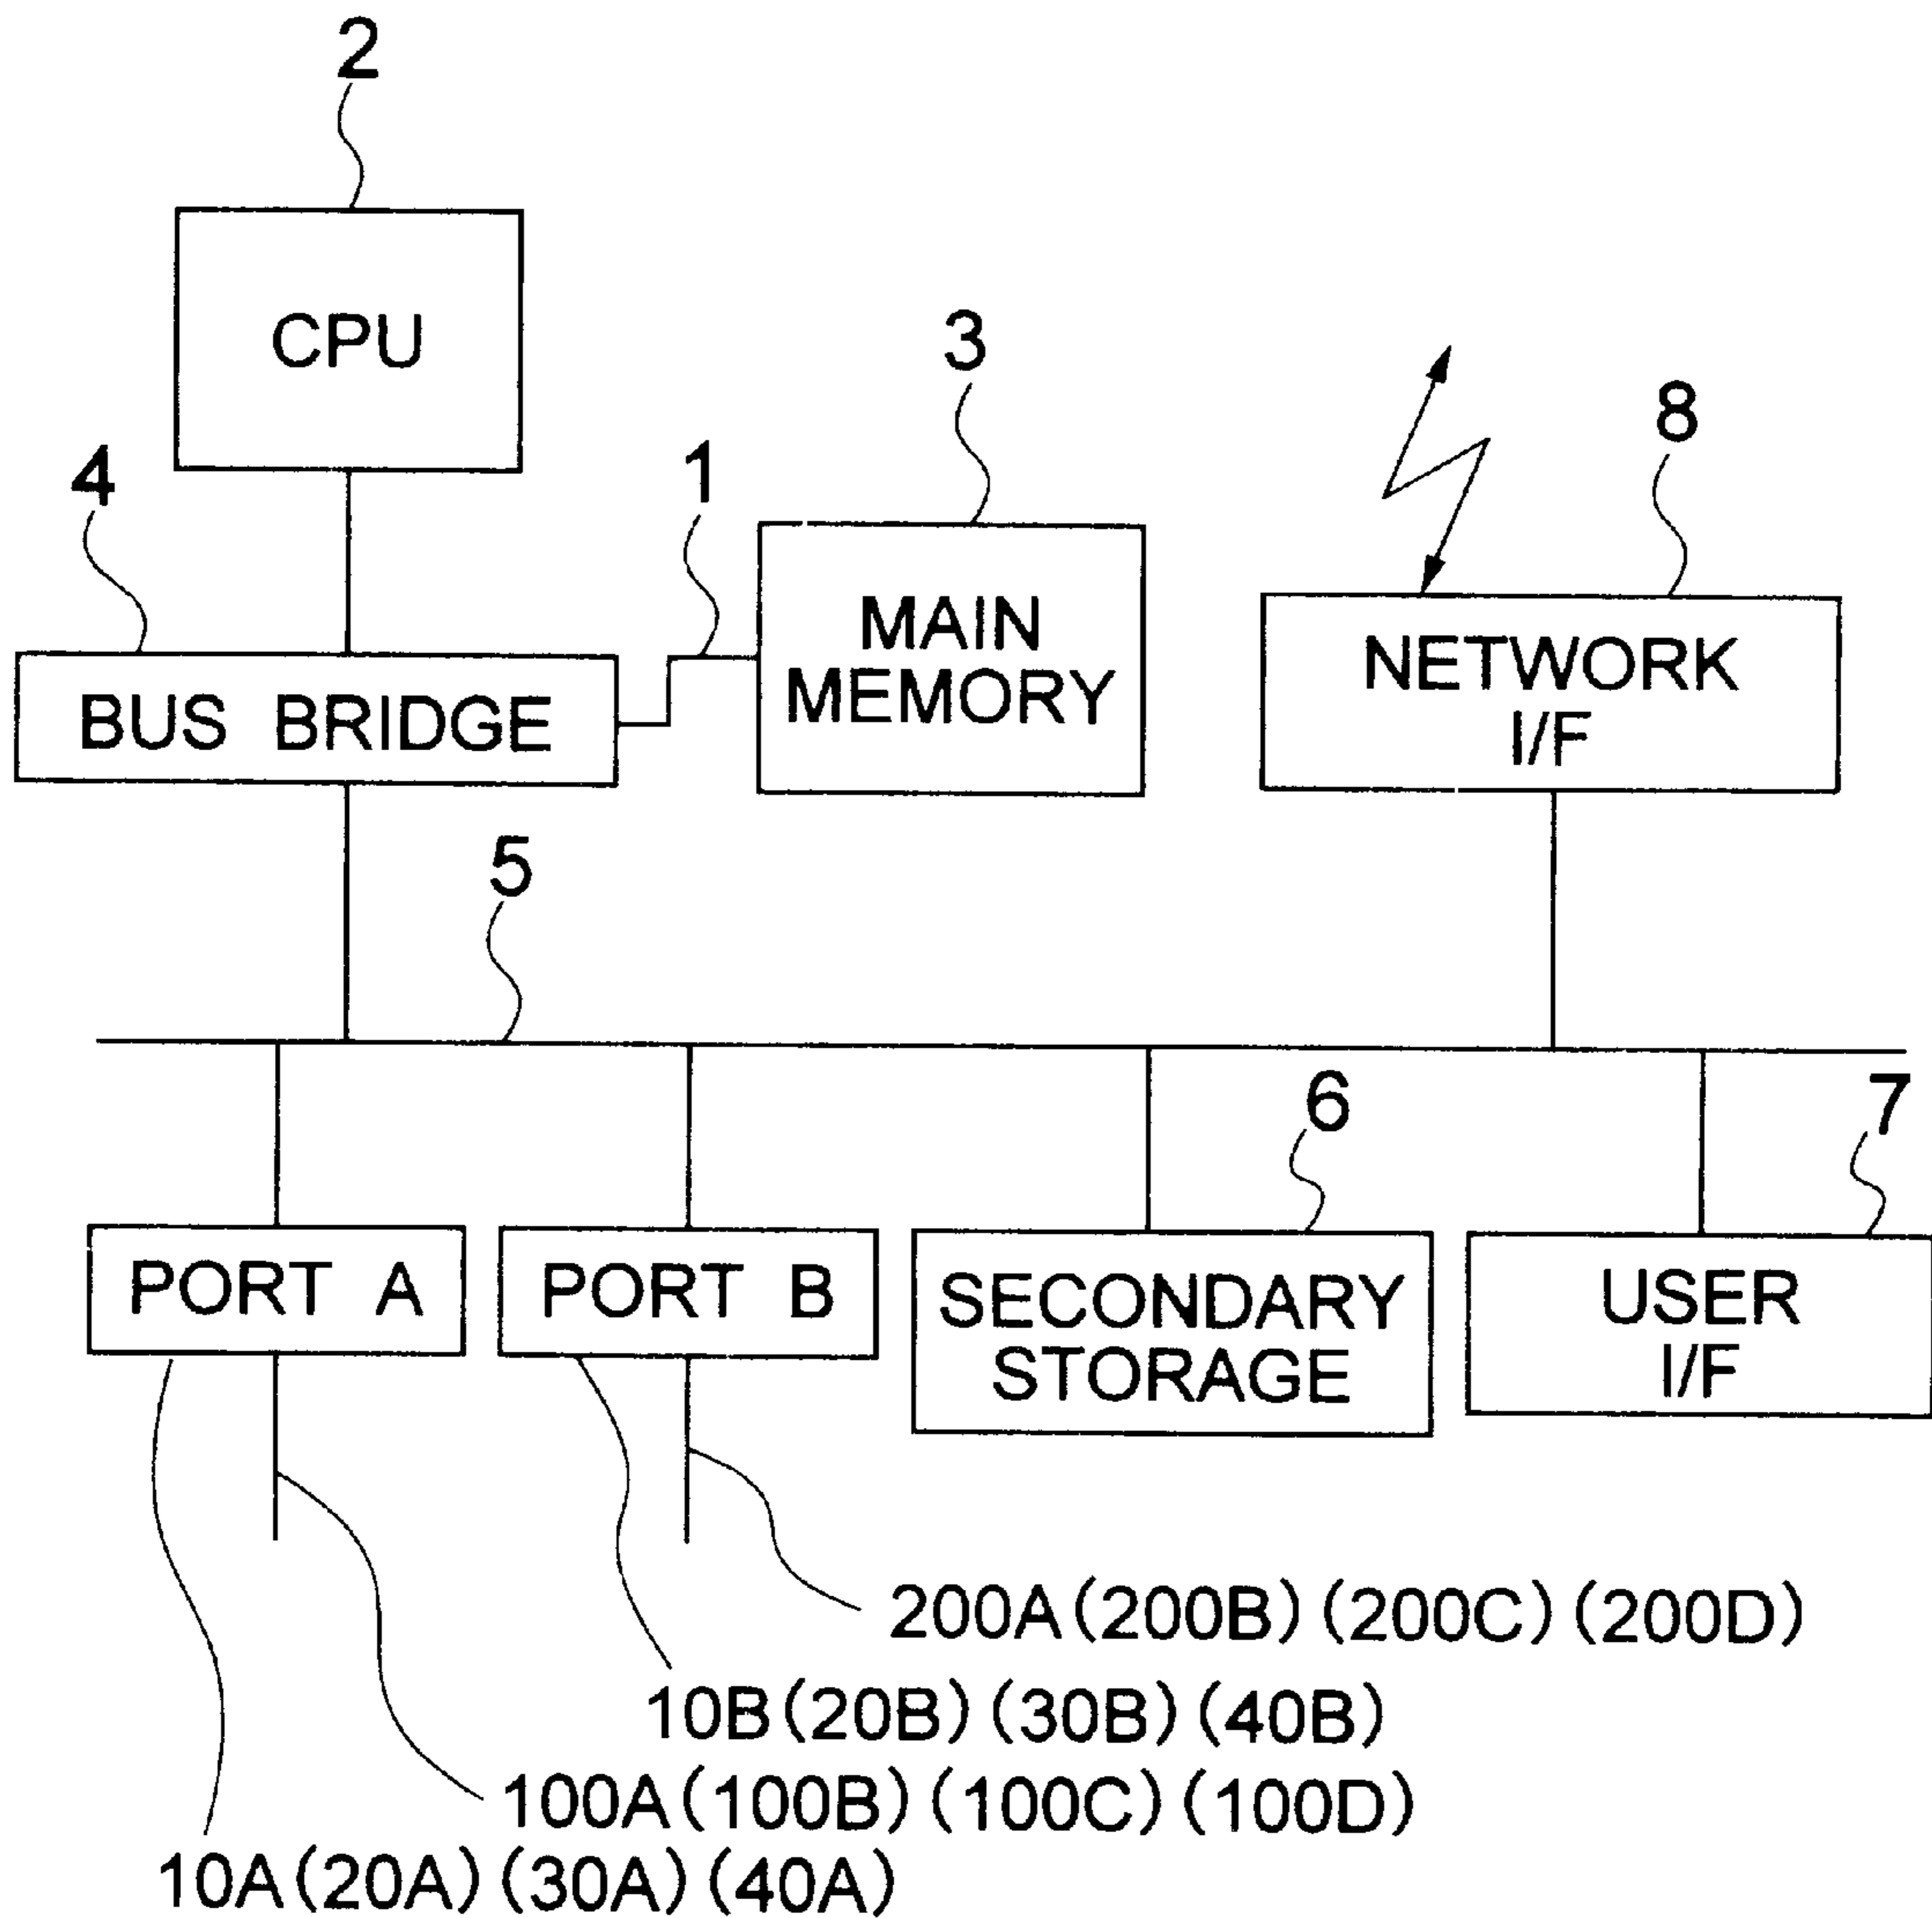 2
CPU
3
8
4
1
MAIN
MEMORY
NETWORK
I/F
BUS BRIDGE
5
6
7
PORT A
PORT B
SECONDARY
STORAGE
USER
I/F
200A(200B)(200C)(200D)
10B(20B)(30B)(40B)
100A(100B)(100C)(100D)
10A(20A)(30A)(40A)